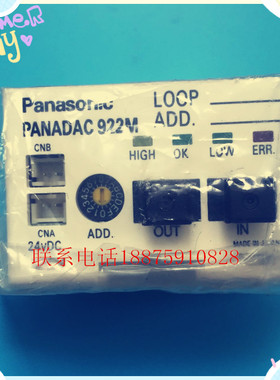 Panasonic
LOOP
PANADAC 922M
ADD.
CNB
HIGH
OK
LOW
ERR.
CNA
24vDC
ADD.
OUT
IN
MADE IN JAPAN
联系电话18875910828